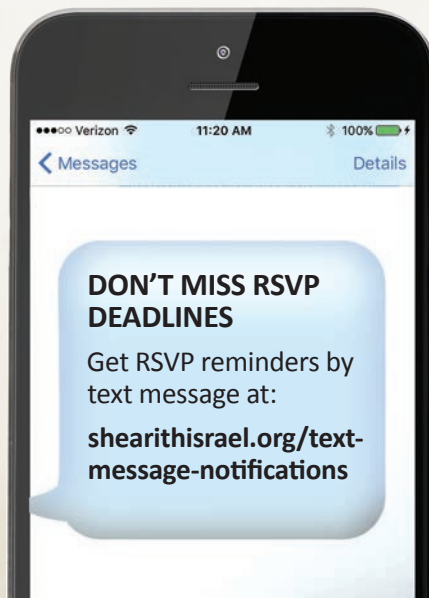 ●●●○○ Verizon 11:20 AM 100%
Messages Details
DON'T MISS RSVP
DEADLINES
Get RSVP reminders by
text message at:
shearithisrael.org/text-
message-notifications